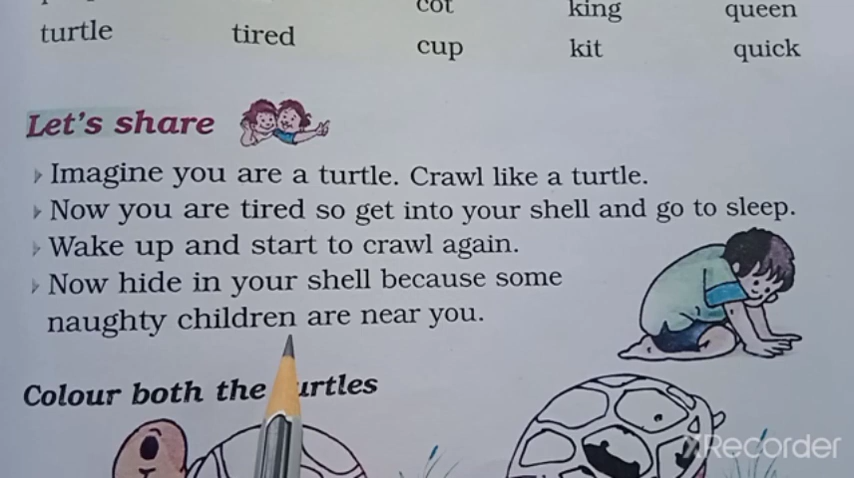 cot king queen
turtle tired
cup kit quick
Let's share
Imagine you are a turtle. Crawl like a turtle.
Now you are tired so get into your shell and go to sleep.
Wake up and start to crawl again.
Now hide in your shell because some
naughty children are near you.
Colour both the urtles
XRecorder